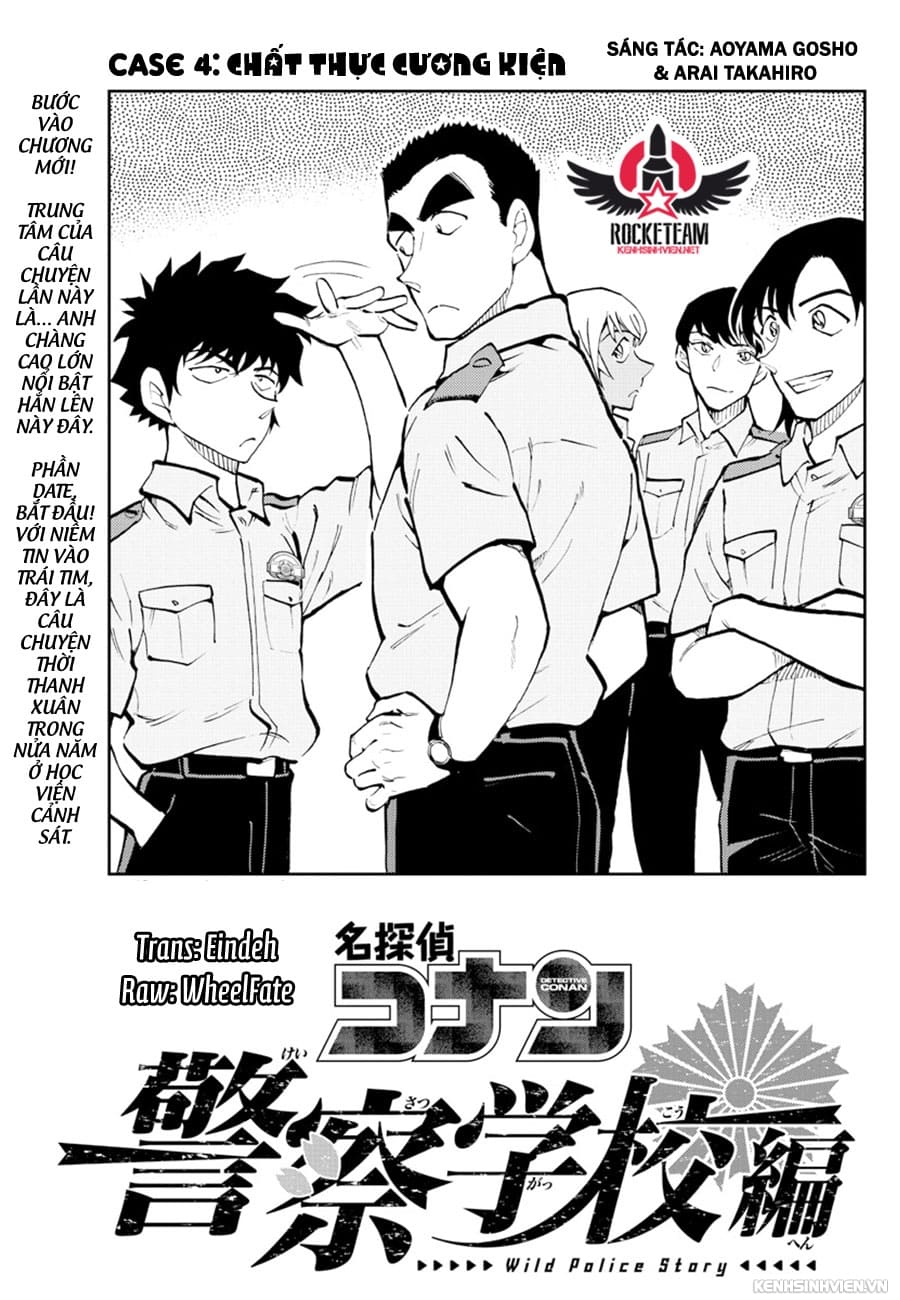 CASE 4: CHẤT THỰC CƯƠNG KIỆN
SÁNG TÁC: AOYAMA GOSHO
& ARAI TAKAHIRO
BƯỚC
VÀO
CHƯƠNG
MỚI!
TRUNG
TÂM CỦA
CÂU
CHUYỆN
LẦN NÀY
LÀ... ANH
CHÀNG
CAO LỚN
NỔI BẬT
HẲN LÊN
NÀY ĐÂY.
PHẦN
DATE,
BẮT ĐẦU!
VỚI NIỀM
TIN VÀO
TRÁI TIM,
ĐÂY LÀ
CÂU
CHUYỆN
THỜI
THANH
XUÂN
TRONG
NỬA NĂM
Ở HỌC
VIỆN
CẢNH
SÁT.
ROCKETEAM
KENHSINHVIEN.NET
Trans: Eindeh
Raw: WheelFate
名探偵
コナン
DETECTIVE
CONAN
けい さつ がっ こう へん
警察学校編
Wild Police Story
KENHSINHVIEN.VN